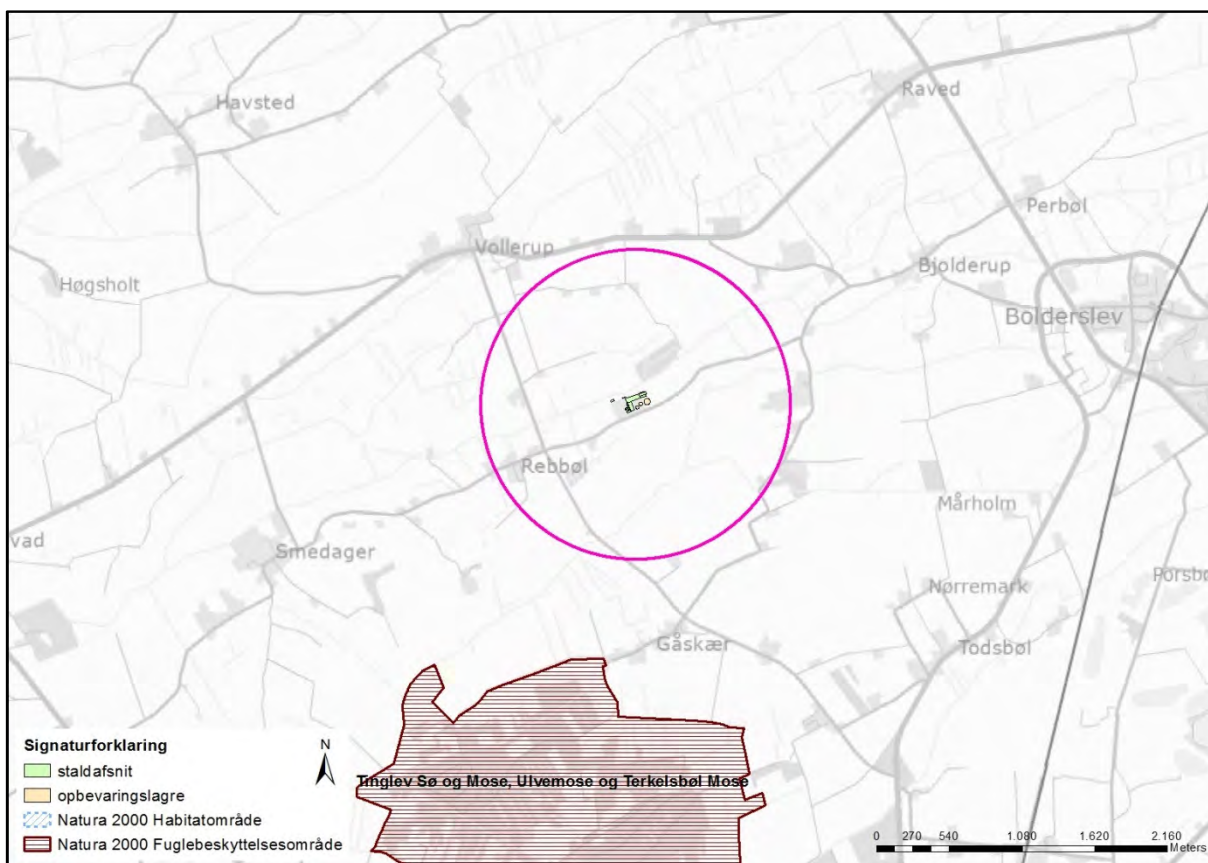 Havsted
Raved
Perbøl
Vollerup
Bjolderup
Høgsholt
Bolderslev
Rebbøl
Mårholm
vad
Smedager
Nørremark
Gåskær
Todsbøl
Tinglev Sø og Mose, Ulvemose og Terkelsbøl Mose
Signaturforklaring
N
staldafsnit
opbevaringslagre
Natura 2000 Habitatområde
Natura 2000 Fuglebeskyttelsesområde
0 270 540 1.080 1.620 2.160
Meters